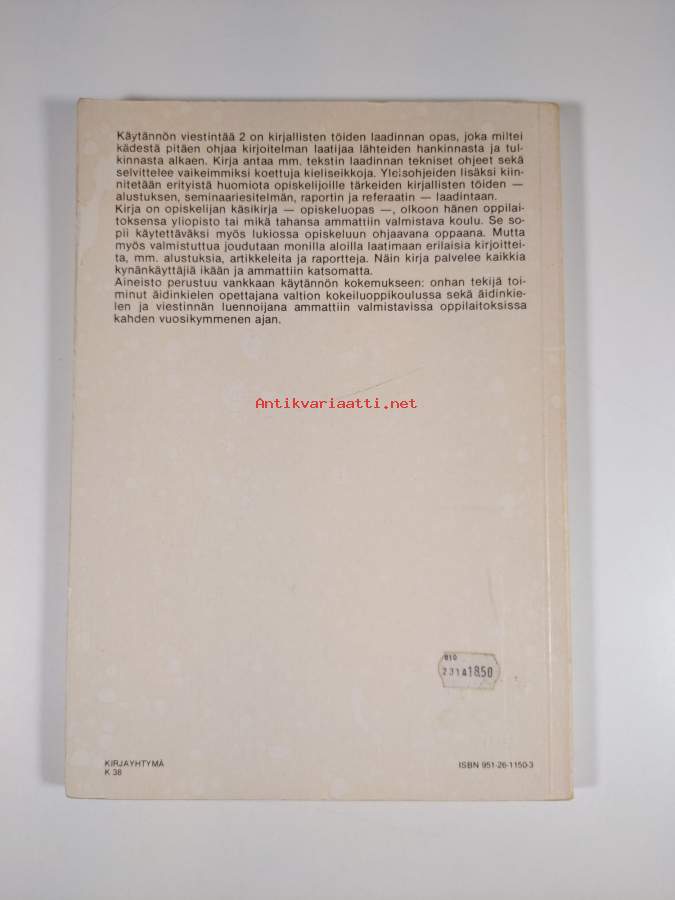 Käytännön viestintää 2 on kirjallisten töiden laadinnan opas, joka miltei
kädestä pitäen ohjaa kirjoitelman laatijaa lähteiden hankinnasta ja tul-
kinnasta alkaen. Kirja antaa mm. tekstin laadinnan tekniset ohjeet sekä
selvittelee vaikeimmiksi koettuja kieliseikkoja. Yleisohjeiden lisäksi kiin-
nitetään erityistä huomiota opiskelijoille tärkeiden kirjallisten töiden —
alustuksen, seminaariesitelmän, raportin ja referaatin — laadintaan.
Kirja on opiskelijan käsikirja — opiskeluopas —, olkoon hänen oppilai-
toksensa yliopisto tai mikä tahansa ammattiin valmistava koulu. Se so-
pii käytettäväksi myös lukiossa opiskeluun ohjaavana oppaana. Mutta
myös valmistuttua joudutaan monilla aloilla laatimaan erilaisia kirjoittei-
ta, mm. alustuksia, artikkeleita ja raportteja. Näin kirja palvelee kaikkia
kynänkäyttäjiä ikään ja ammattiin katsomatta.
Aineisto perustuu vankkaan käytännön kokemukseen: onhan tekijä toi-
minut äidinkielen opettajana valtion kokeiluoppikoulussa sekä äidinkie-
len ja viestinnän luennoijana ammattiin valmistavissa oppilaitoksissa
kahden vuosikymmenen ajan.
Antikvariaatti.net
010
2314 18.50
KIRJAYHTYMÄ
K 38
ISBN 951-26-1150-3